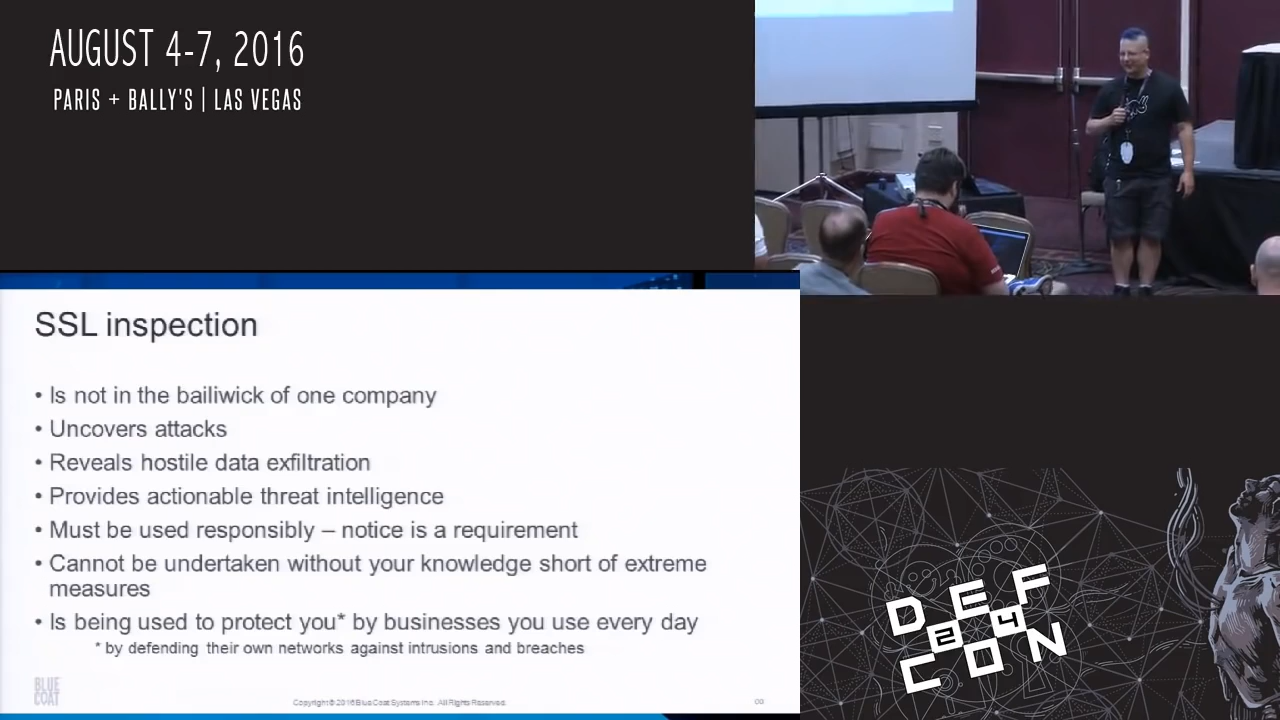 AUGUST 4-7, 2016
PARIS + BALLY'S | LAS VEGAS
SSL inspection
• Is not in the bailiwick of one company
• Uncovers attacks
• Reveals hostile data exfiltration
• Provides actionable threat intelligence
• Must be used responsibly – notice is a requirement
• Cannot be undertaken without your knowledge short of extreme
measures
• Is being used to protect you* by businesses you use every day
* by defending their own networks against intrusions and breaches
BLUE
COAT
Copyright © 2016 Blue Coat Systems Inc. All Rights Reserved.
DEF
24
CON